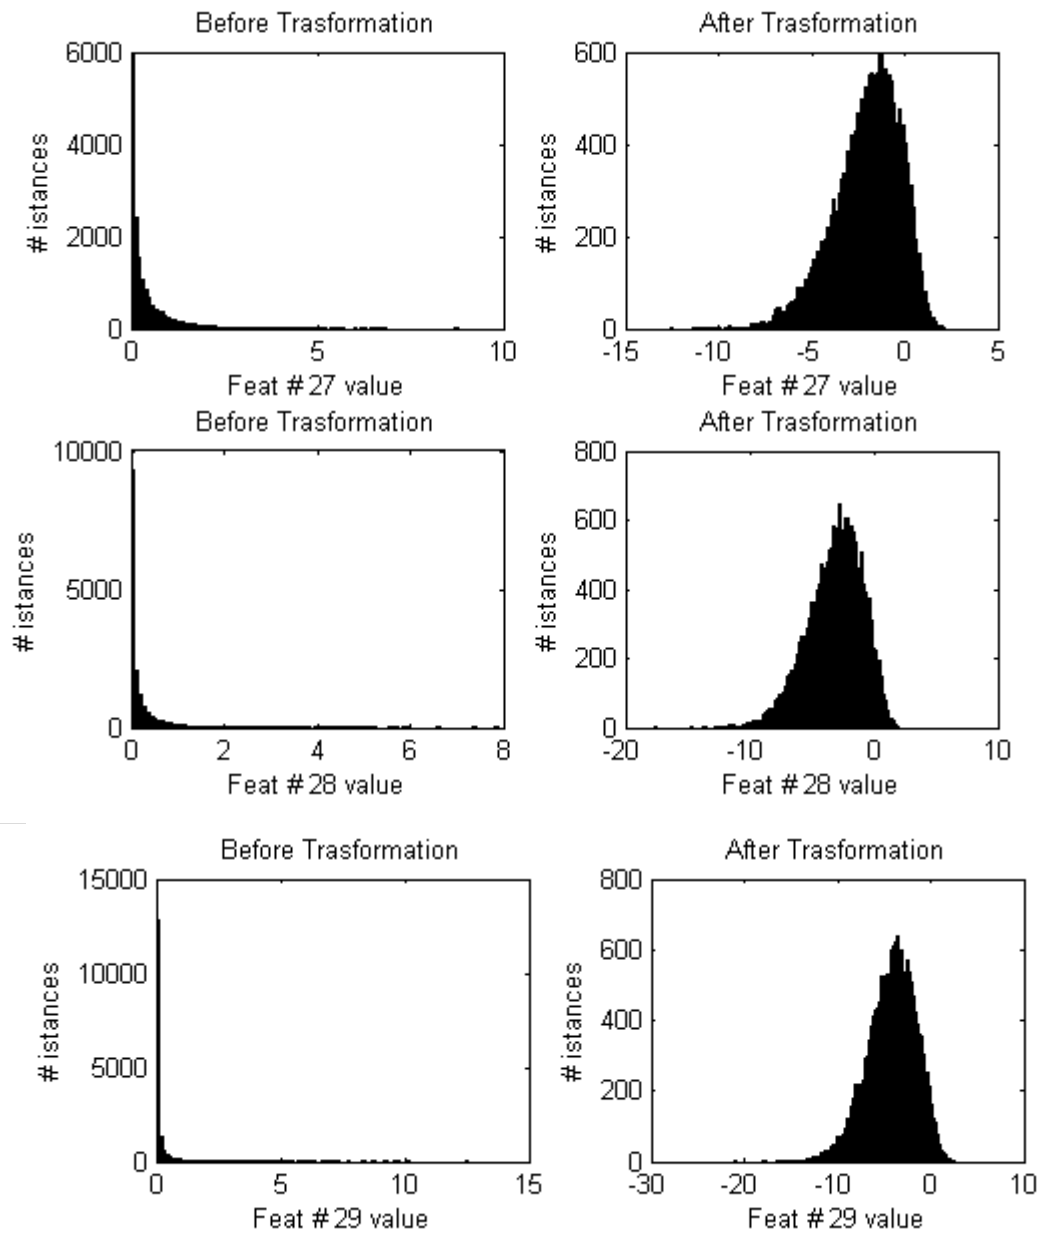 Before Trasformation
6000
4000
2000
0
# istances
0 5 10
Feat # 27 value
After Trasformation
600
400
200
0
# istances
-15 -10 -5 0 5
Feat # 27 value
Before Trasformation
10000
5000
0
# istances
0 2 4 6 8
Feat # 28 value
After Trasformation
800
600
400
200
0
# istances
-20 -10 0 10
Feat # 28 value
Before Trasformation
15000
10000
5000
0
# istances
0 5 10 15
Feat # 29 value
After Trasformation
800
600
400
200
0
# istances
-30 -20 -10 0 10
Feat # 29 value